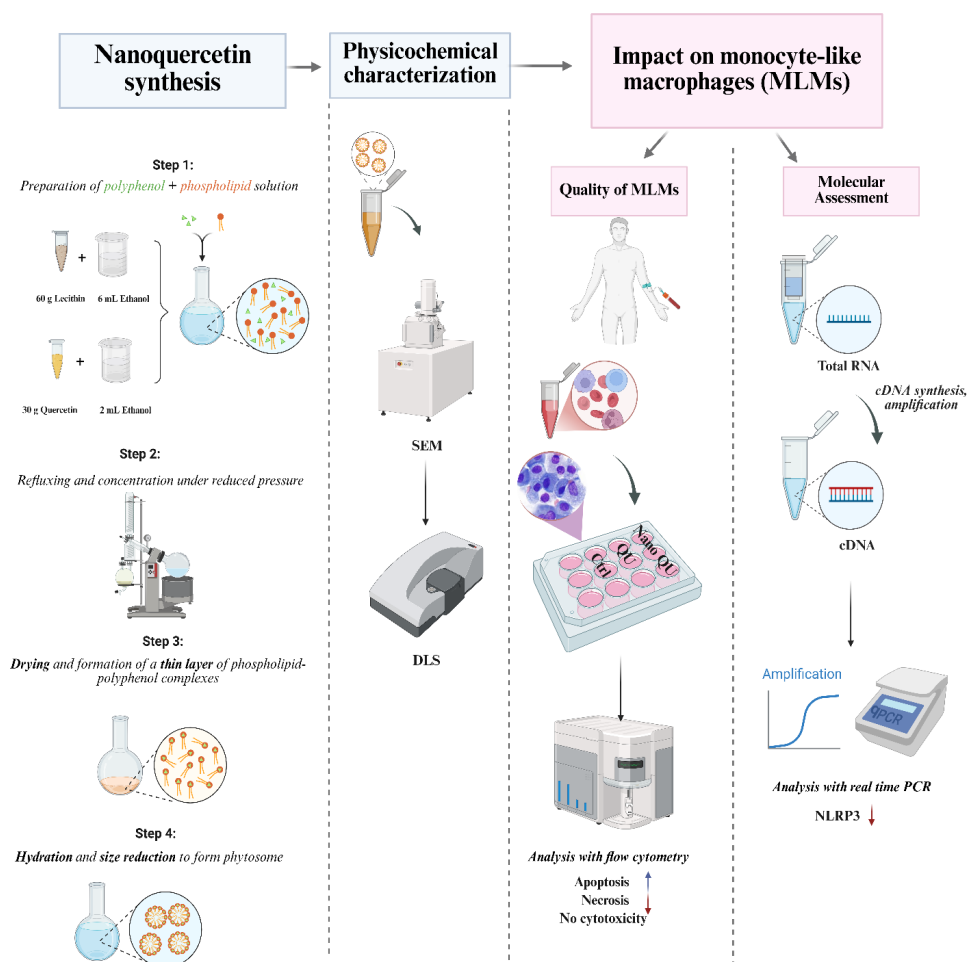 Nanoquercetin
synthesis
Physicochemical
characterization
Impact on monocyte-like
macrophages (MLMs)
Step 1:
Preparation of polyphenol + phospholipid
solution
+
60 g Lecithin
6 mL Ethanol
+
30 g Quercetin
2 mL Ethanol
Step 2:
Refluxing and concentration under reduced pressure
Step 3:
Drying and formation of a thin layer of phospholipid-
polyphenol complexes
Step 4:
Hydration and size reduction to form phytosome
SEM
DLS
Quality of MLMs
Ctrl
QU
Nano QU
Analysis with flow cytometry
Apoptosis
Necrosis
No cytotoxicity
Molecular
Assessment
Total RNA
cDNA synthesis,
amplification
cDNA
Amplification
qPCR
Analysis with real time PCR
NLRP3